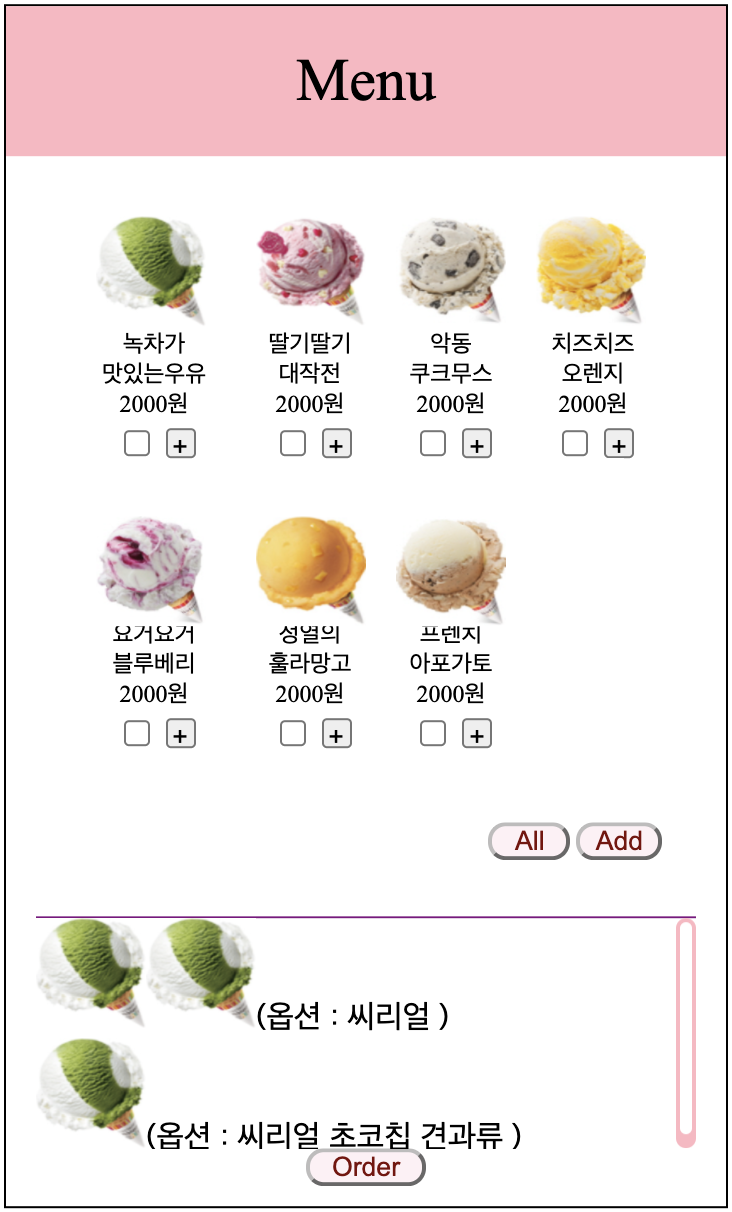 Menu
녹차가 딸기딸기 악동 치즈치즈
맛있는우유 대작전 쿠크무스 오렌지
2000원 2000원 2000원 2000원
+ + + +
요거요거
블루베리 훌라망고 아포가토
2000원 2000원 2000원
+ + +
All Add
(옵션 : 씨리얼 )
(옵션 : 씨리얼 초코칩 견과류 )
Order